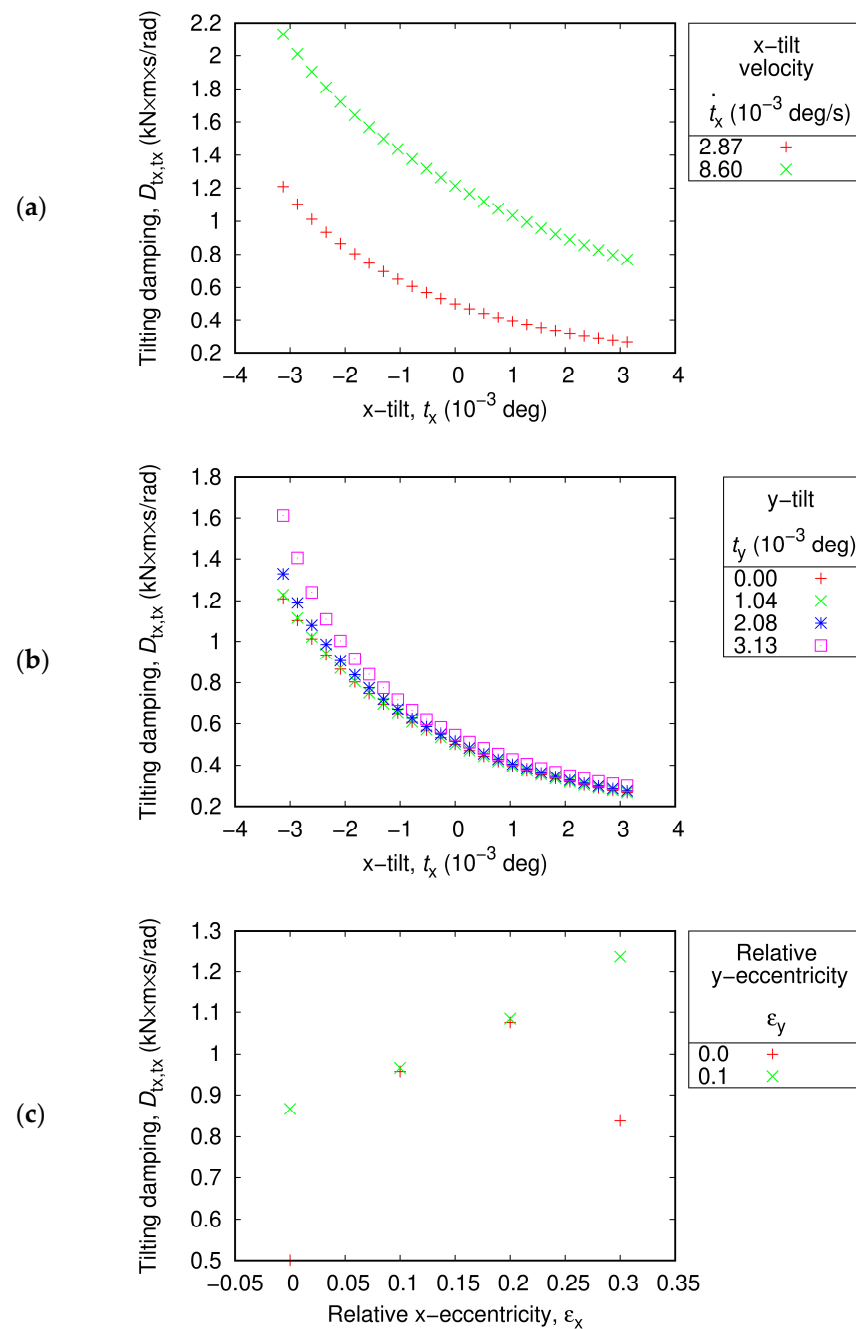 (a)
Tilting damping, D_tx,tx (kN×m×s/rad)
2.2
2
1.8
1.6
1.4
1.2
1
0.8
0.6
0.4
0.2
−4 −3 −2 −1 0 1 2 3 4
x−tilt, t_x (10⁻³ deg)
x−tilt
velocity
ṫ_x (10⁻³ deg/s)
2.87
8.60
(b)
Tilting damping, D_tx,tx (kN×m×s/rad)
1.8
1.6
1.4
1.2
1
0.8
0.6
0.4
0.2
−4 −3 −2 −1 0 1 2 3 4
x−tilt, t_x (10⁻³ deg)
y−tilt
t_y (10⁻³ deg)
0.00
1.04
2.08
3.13
(c)
Tilting damping, D_tx,tx (kN×m×s/rad)
1.3
1.2
1.1
1
0.9
0.8
0.7
0.6
0.5
−0.05 0 0.05 0.1 0.15 0.2 0.25 0.3 0.35
Relative x−eccentricity, ε_x
Relative
y−eccentricity
ε_y
0.0
0.1